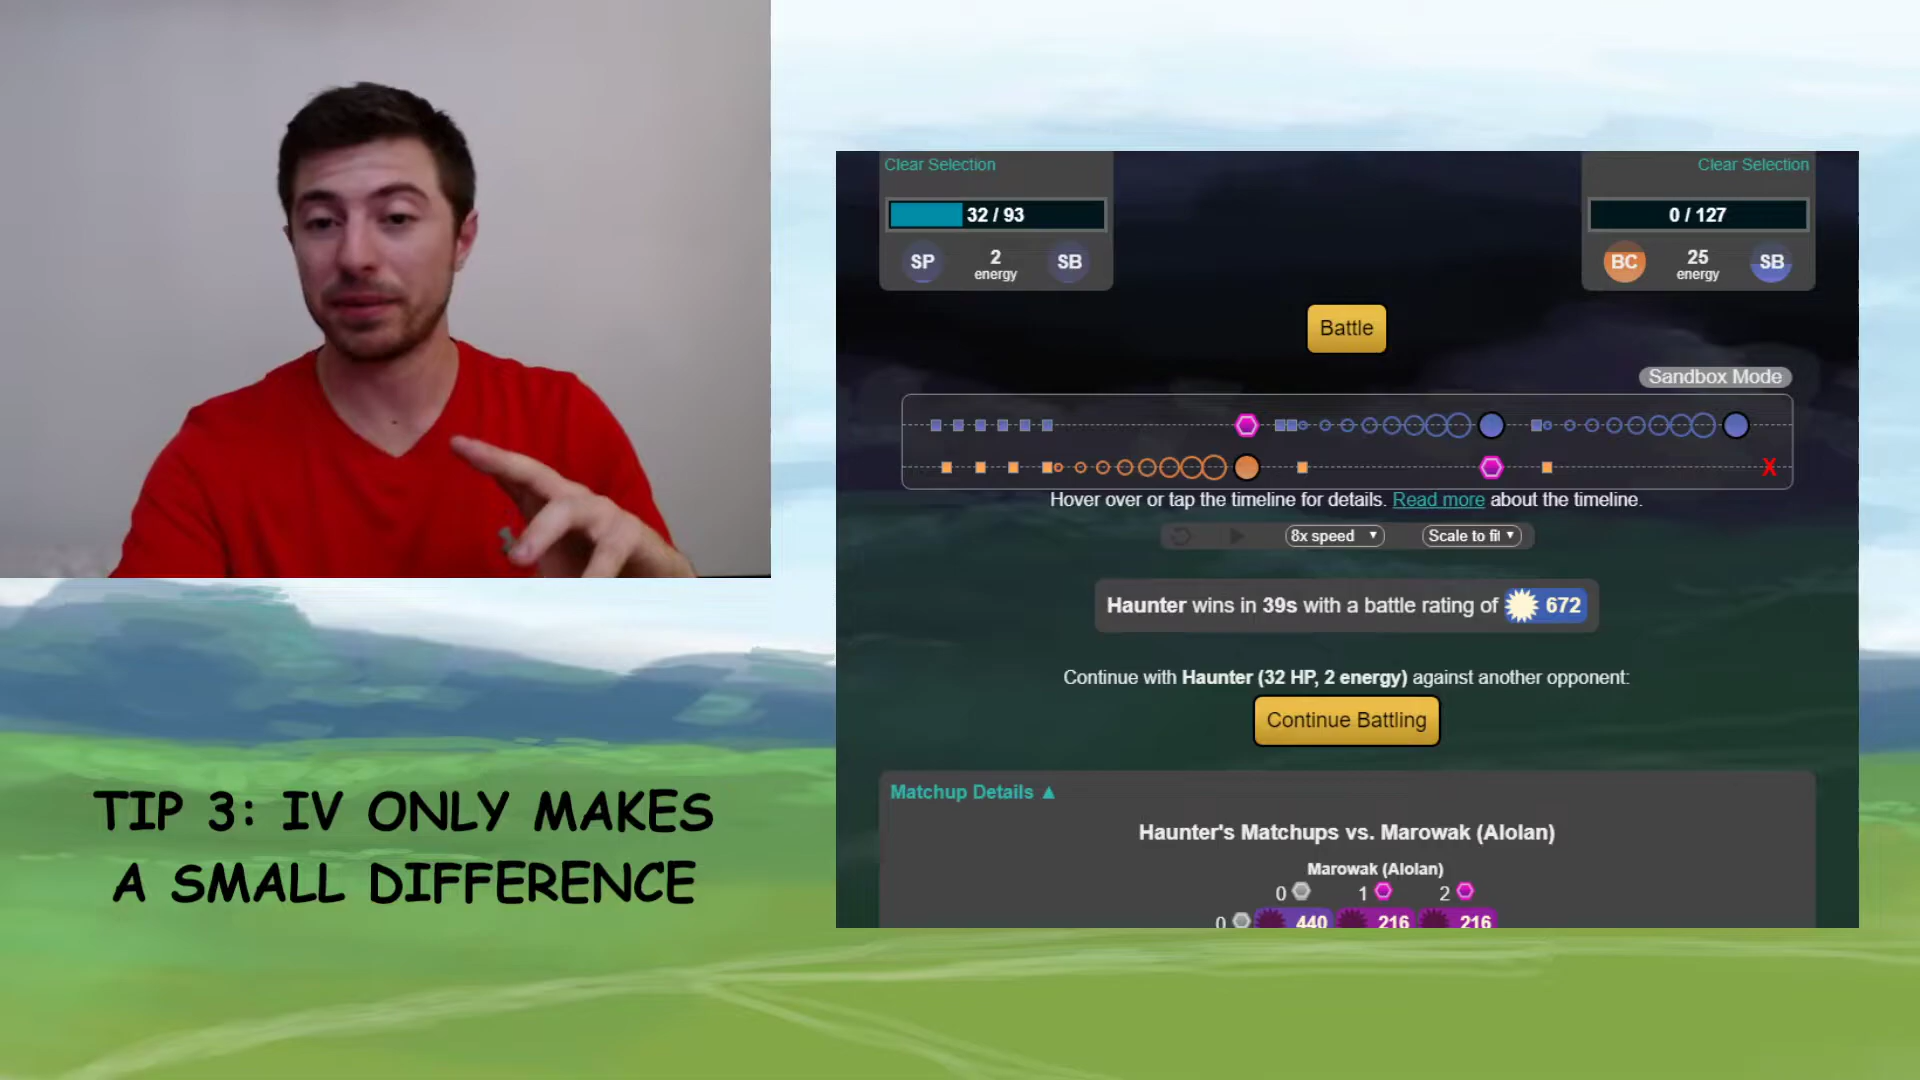 Clear Selection
Clear Selection
32 / 93
0 / 127
SP
2
energy
SB
BC
25
energy
SB
Battle
Sandbox Mode
X
Hover over or tap the timeline for details. Read more about the timeline.
8x speed
Scale to fit
Haunter wins in 39s with a battle rating of 672
Continue with Haunter (32 HP, 2 energy) against another opponent:
Continue Battling
TIP 3: IV ONLY MAKES
A SMALL DIFFERENCE
Matchup Details ▲
Haunter's Matchups vs. Marowak (Alolan)
Marowak (Alolan)
0 1 2
0 440 216 216